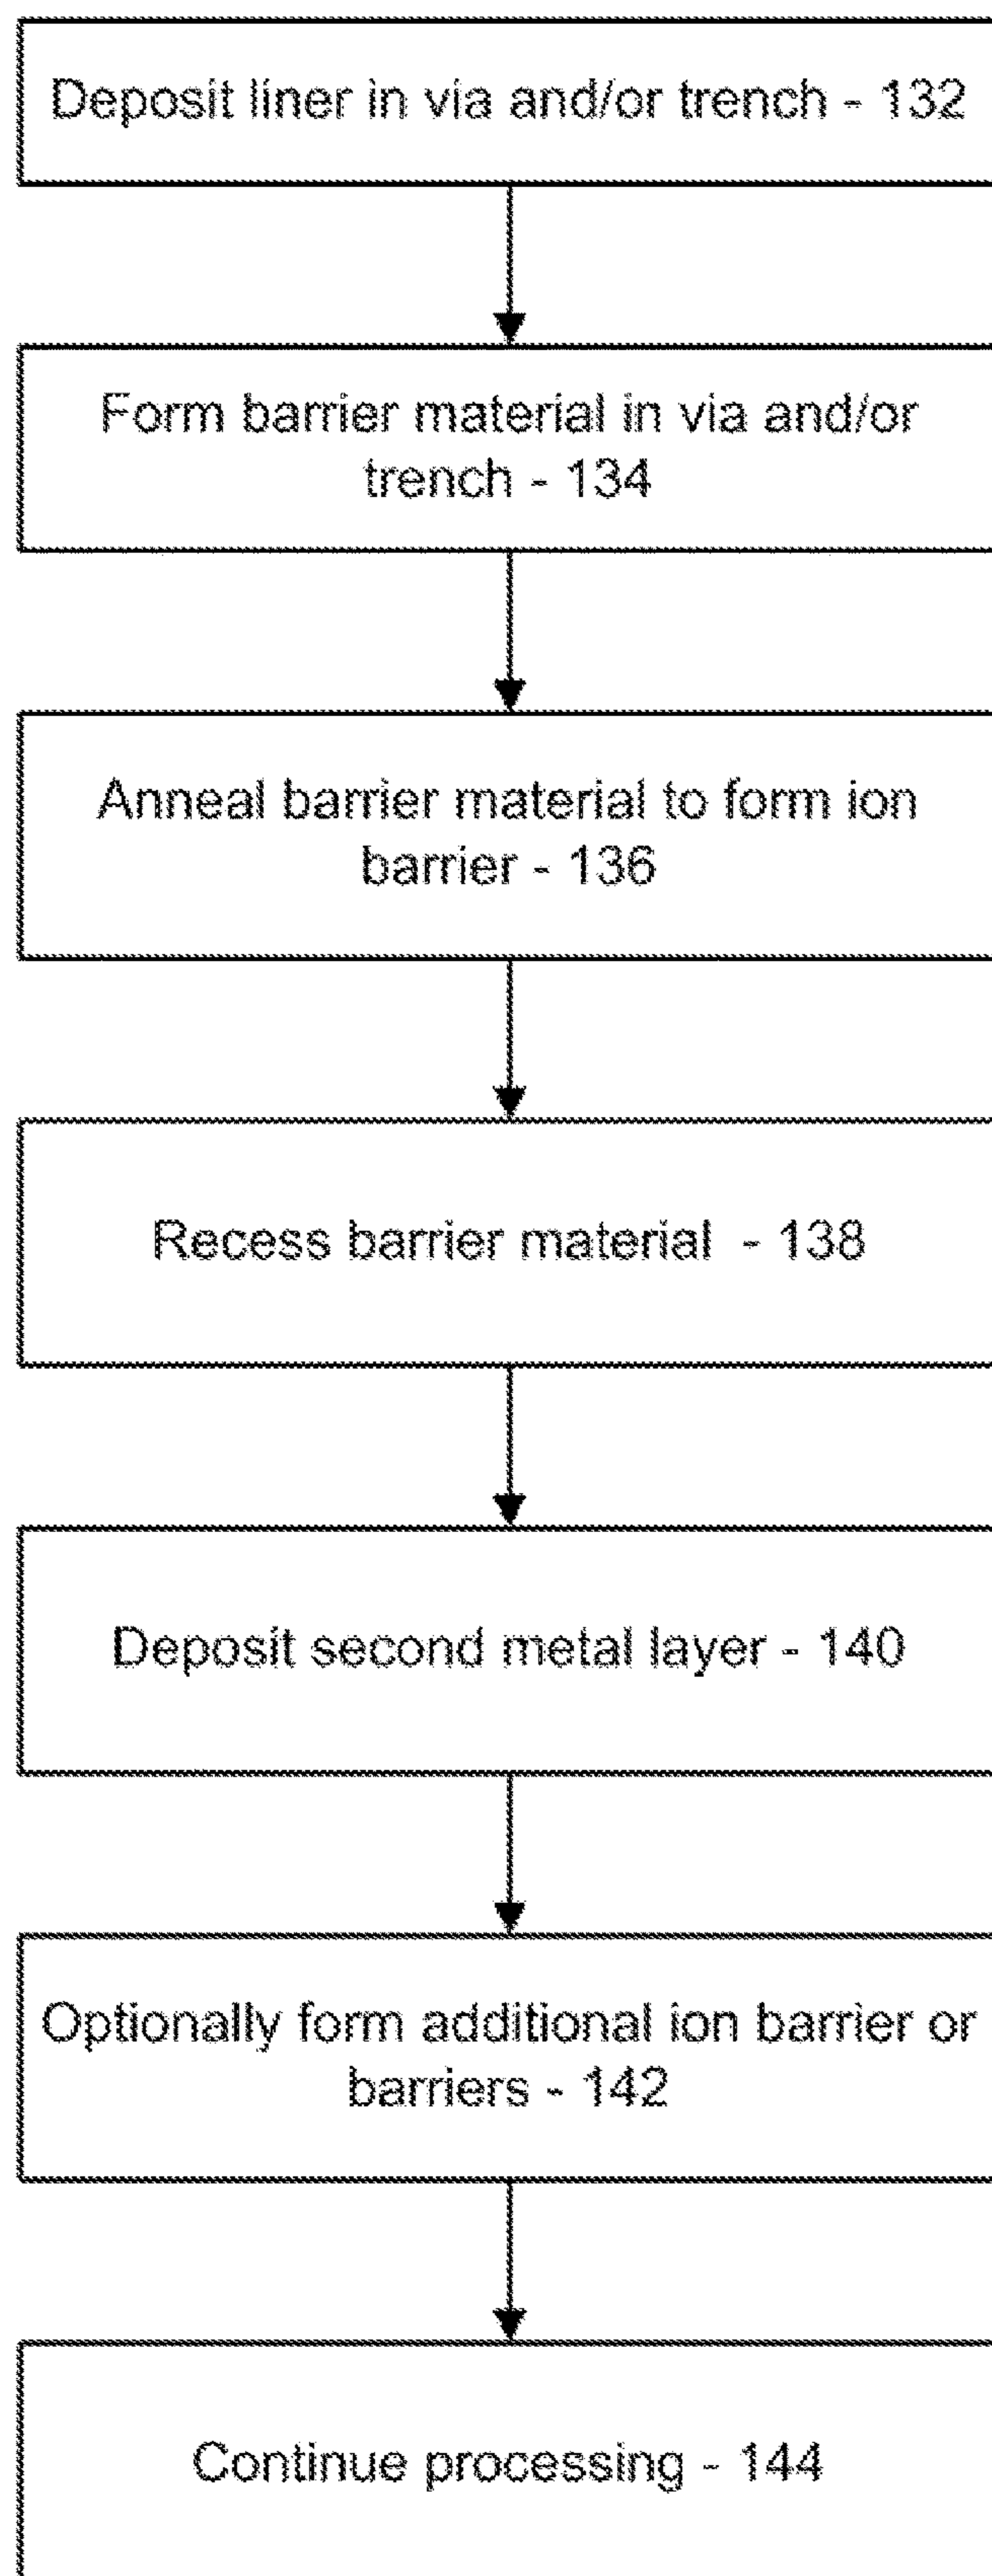 Deposit liner in via and/or trench - 132
Form barrier material in via and/or
trench - 134
Anneal barrier material to form ion
barrier - 136
Recess barrier material - 138
Deposit second metal layer - 140
Optionally form additional ion barrier or
barriers - 142
Continue processing - 144